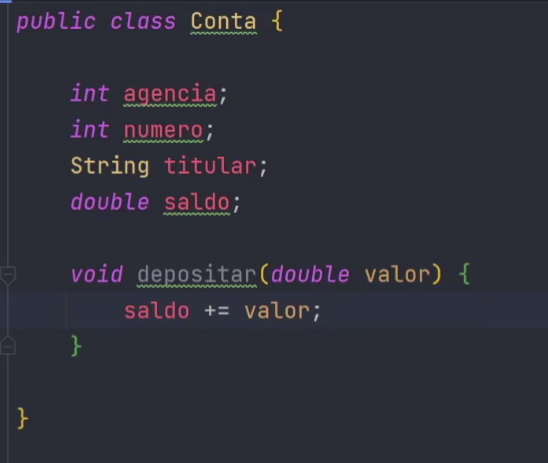 public class Conta {
int agencia;
int numero;
String titular;
double saldo;
void depositar(double valor) {
saldo += valor;
}
}